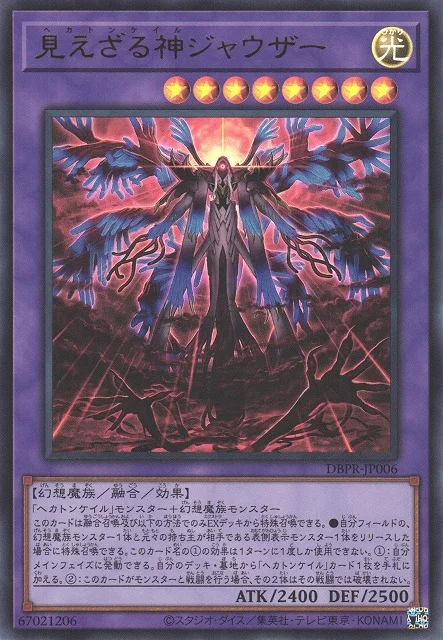 見えざる神ジャウザー
光
DBPR-JP006
【幻想魔族／融合／効果】
「ヘカトンケイル」モンスター＋幻想魔族モンスター
このカードは融合召喚及び以下の方法でのみEXデッキから特殊召喚できる。●自分フィールドの、
幻想魔族モンスター1体と元々の持ち主が相手である表側表示モンスター1体をリリースした
場合に特殊召喚できる。このカード名の①の効果は1ターンに1度しか使用できない。①：自分
メインフェイズに発動できる。自分のデッキ・墓地から「ヘカトンケイル」カード1枚を手札に
加える。②：このカードがモンスターと戦闘を行う場合、その2体はその戦闘では破壊されない。
ATK/2400 DEF/2500
67021206
©スタジオ・ダイス／集英社・テレビ東京・KONAMI